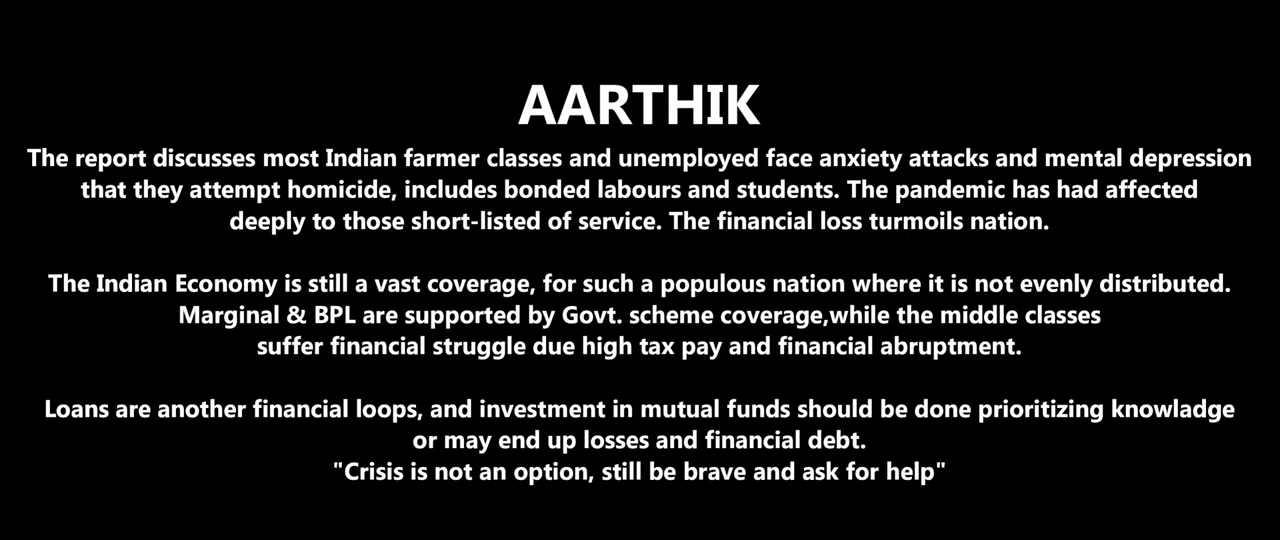 AARTHIK
The report discusses most Indian farmer classes and unemployed face anxiety attacks and mental depression
that they attempt homicide, includes bonded labours and students. The pandemic has had affected
deeply to those short-listed of service. The financial loss turmoils nation.
The Indian Economy is still a vast coverage, for such a populous nation where it is not evenly distributed.
Marginal & BPL are supported by Govt. scheme coverage,while the middle classes
suffer financial struggle due high tax pay and financial abruptment.
Loans are another financial loops, and investment in mutual funds should be done prioritizing knowladge
or may end up losses and financial debt.
"Crisis is not an option, still be brave and ask for help"